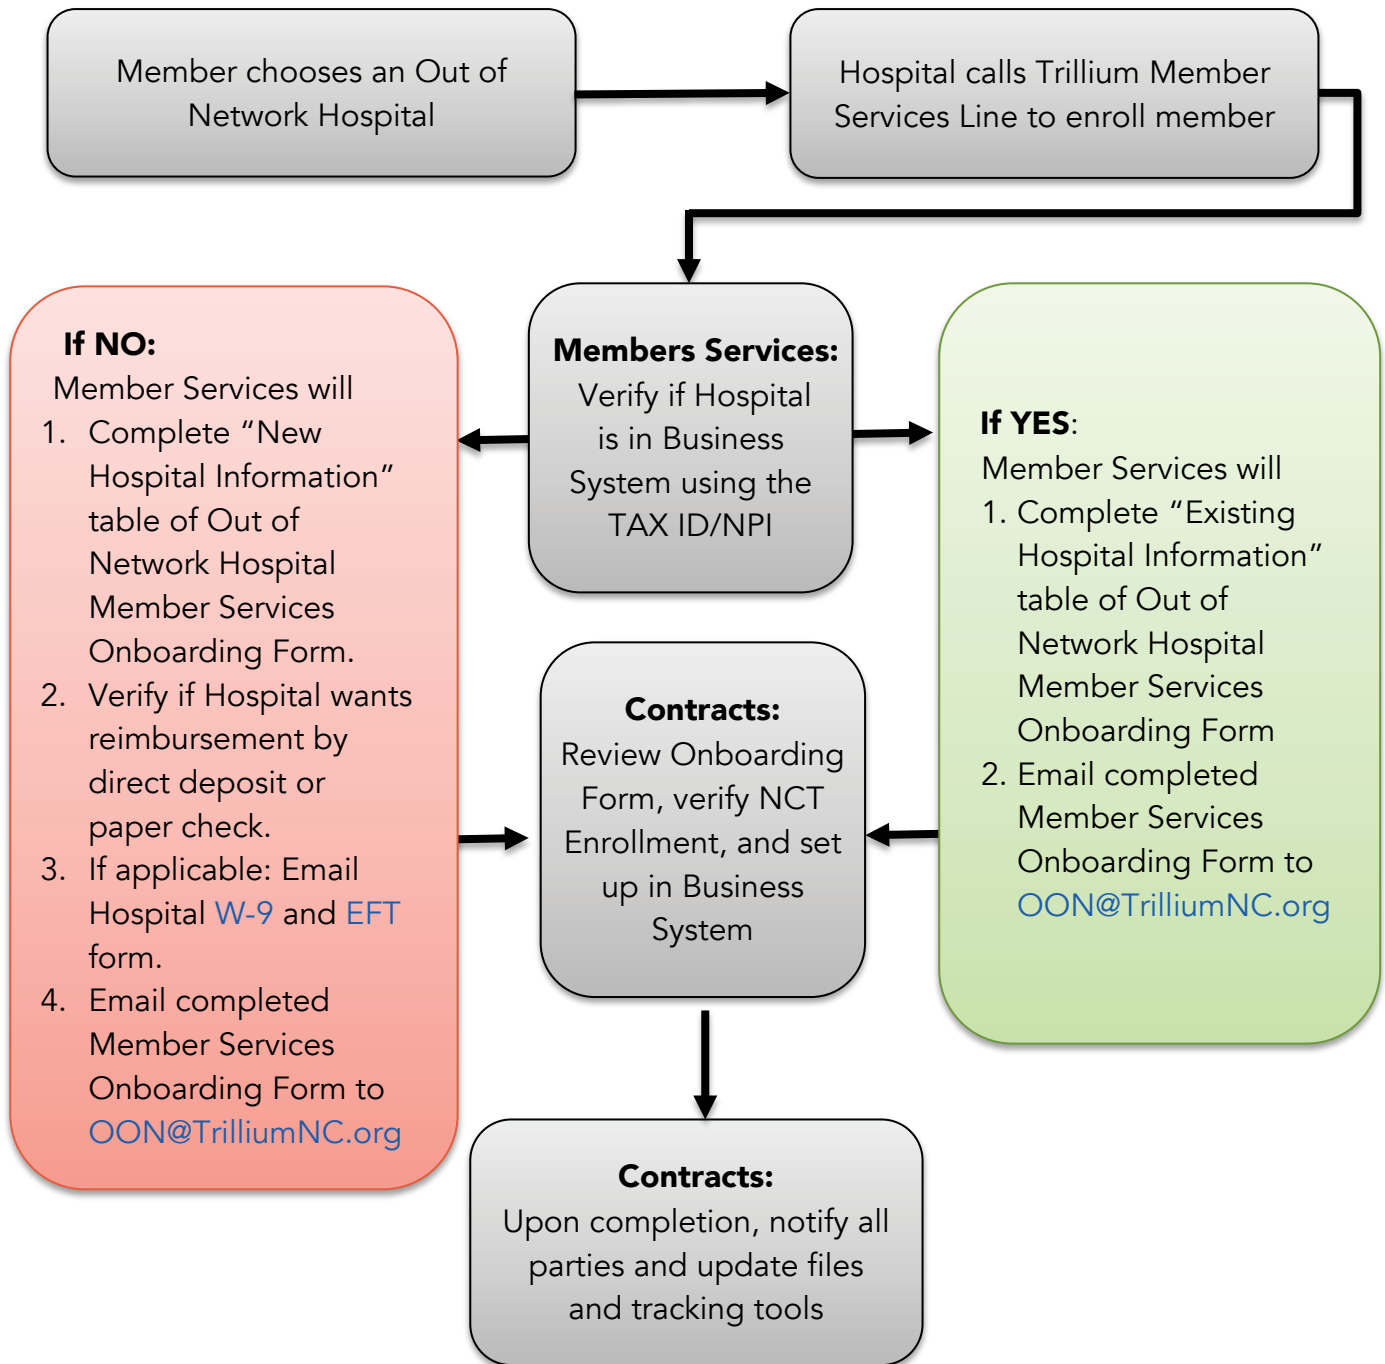 Member chooses an Out of
Network Hospital
Hospital calls Trillium Member
Services Line to enroll member
Members Services:
Verify if Hospital
is in Business
System using the
TAX ID/NPI
If NO:
Member Services will
1. Complete “New
Hospital Information”
table of Out of
Network Hospital
Member Services
Onboarding Form.
2. Verify if Hospital wants
reimbursement by
direct deposit or
paper check.
3. If applicable: Email
Hospital W-9 and EFT
form.
4. Email completed
Member Services
Onboarding Form to
OON@TrilliumNC.org
If YES:
Member Services will
1. Complete “Existing
Hospital Information”
table of Out of
Network Hospital
Member Services
Onboarding Form
2. Email completed
Member Services
Onboarding Form to
OON@TrilliumNC.org
Contracts:
Review Onboarding
Form, verify NCT
Enrollment, and set
up in Business
System
Contracts:
Upon completion, notify all
parties and update files
and tracking tools